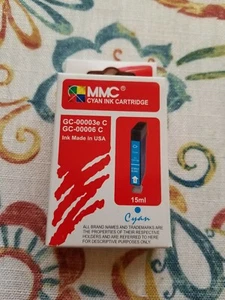 MMC
CYAN INK CARTRIDGE
GC-00003e C
GC-00006 C
Ink Made in USA
15ml
Cyan
ALL BRAND NAMES AND TRADEMARKS ARE
THE PROPERTY OF THEIR RESPECTIVE
HOLDERS AND ARE REFERRED TO HERE
FOR DESCRIPTIVE PURPOSES ONLY